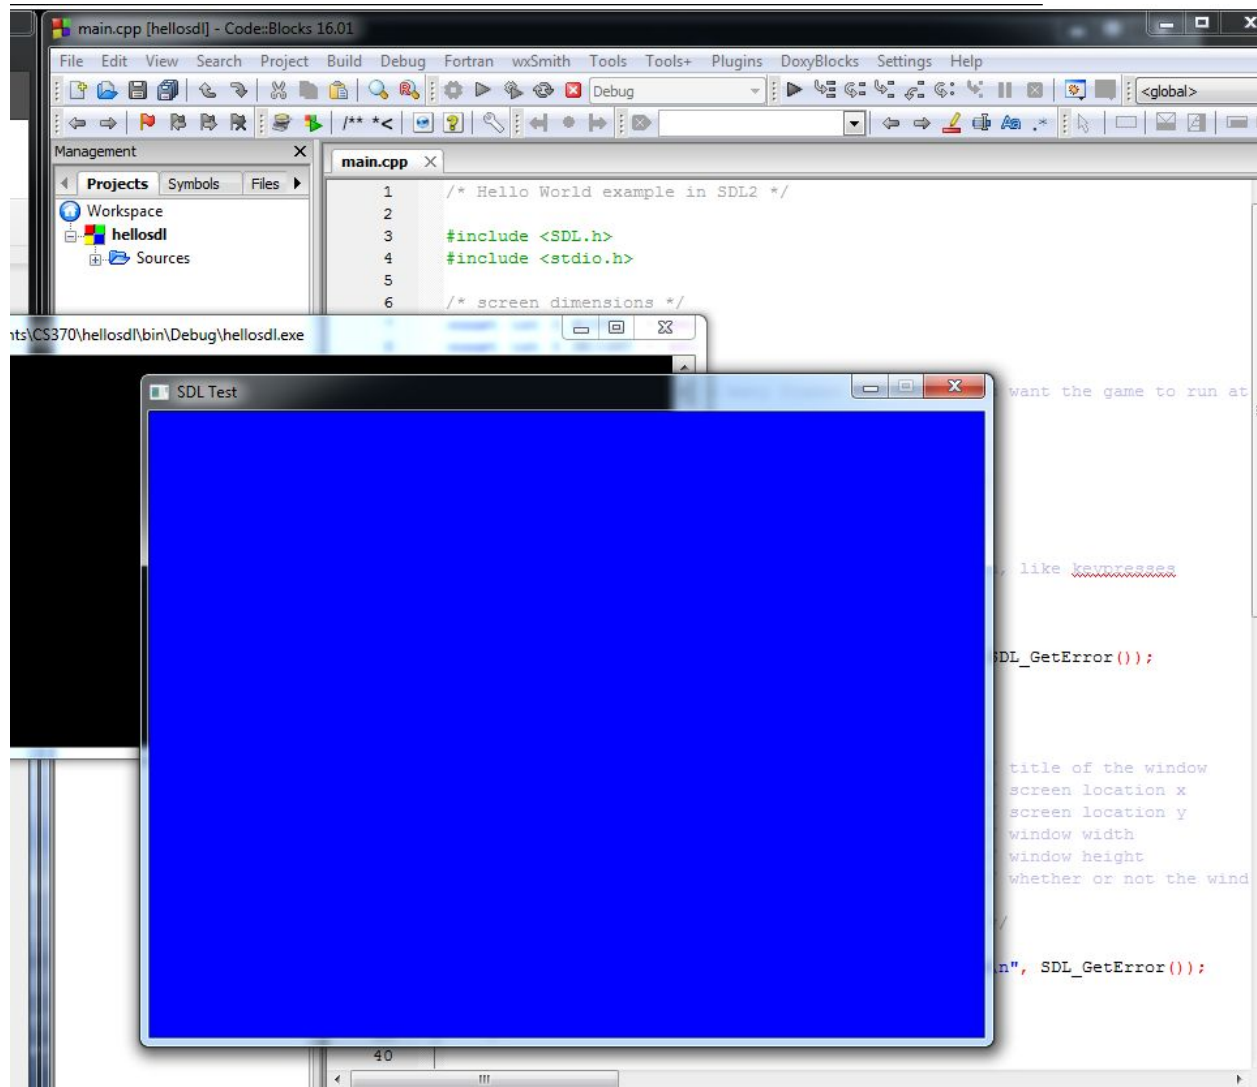 main.cpp [hellosdl] - Code::Blocks 16.01
File Edit View Search Project Build Debug Fortran wxSmith Tools Tools+ Plugins DoxyBlocks Settings Help
Debug
<global>
/** *<
Management
main.cpp
Projects Symbols Files
Workspace
hellosdl
Sources
1 /* Hello World example in SDL2 */
2
3 #include <SDL.h>
4 #include <stdio.h>
5
6 /* screen dimensions */
nts\CS370\hellosdl\bin\Debug\hellosdl.exe
SDL Test
want the game to run at
, like keypresses
SDL_GetError());
title of the window
screen location x
screen location y
window width
window height
whether or not the wind
*/
\n", SDL_GetError());
40